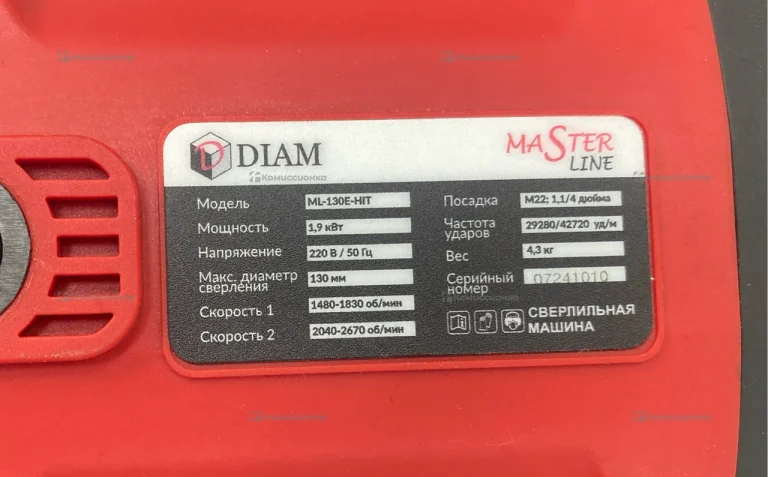 DIAM
MASTER
LINE
Комиссионка
Модель ML-130E-HIT
Мощность 1,9 кВт
Напряжение 220 В / 50 Гц
Макс. диаметр
сверления 130 мм
Скорость 1 1480-1830 об/мин
Скорость 2 2040-2670 об/мин
Посадка M22; 1,1/4 дюйма
Частота
ударов 29280/42720 уд/м
Вес 4,3 кг
Серийный
номер 07241010
Комиссионка
СВЕРЛИЛЬНАЯ
МАШИНА